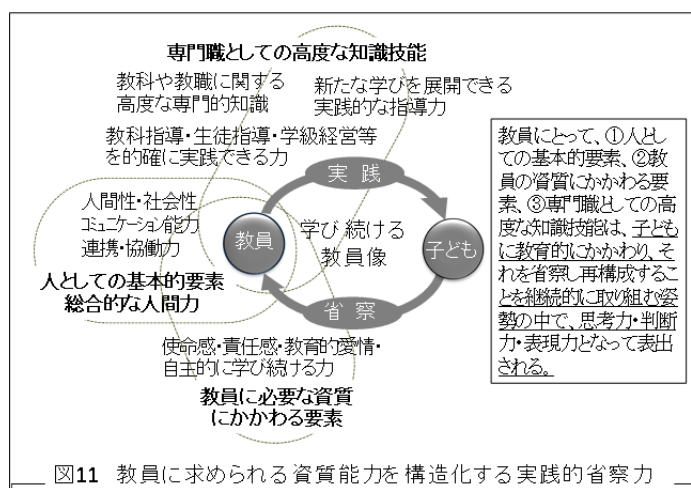 専門職としての高度な知識技能
教科や教職に関する
高度な専門的知識
新たな学びを展開できる
実践的な指導力
教科指導・生徒指導・学級経営等
を的確に実践できる力
実践
人間性・社会性
コミュニケーション能力
連携・協働力
教員
学び続ける
教員像
子ども
人としての基本的要素
総合的な人間力
省察
使命感・責任感・教育的愛情・
自主的に学び続ける力
教員に必要な資質
にかかわる要素
教員にとって、①人と
しての基本的要素、②教
員の資質にかかわる要
素、③専門職としての高
度な知識技能は、子ども
に教育的にかかわり、そ
れを省察し再構成するこ
とを継続的に取り組む姿
勢の中で、思考力・判断
力・表現力となって表出
される。
図11 教員に求められる資質能力を構造化する実践的省察力